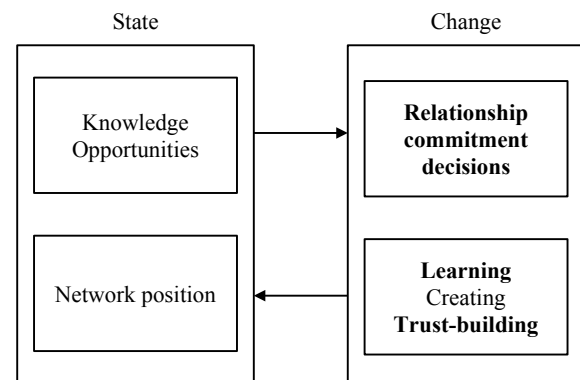 State
Change
Knowledge
Opportunities
Relationship
commitment
decisions
Network position
Learning
Creating
Trust-building